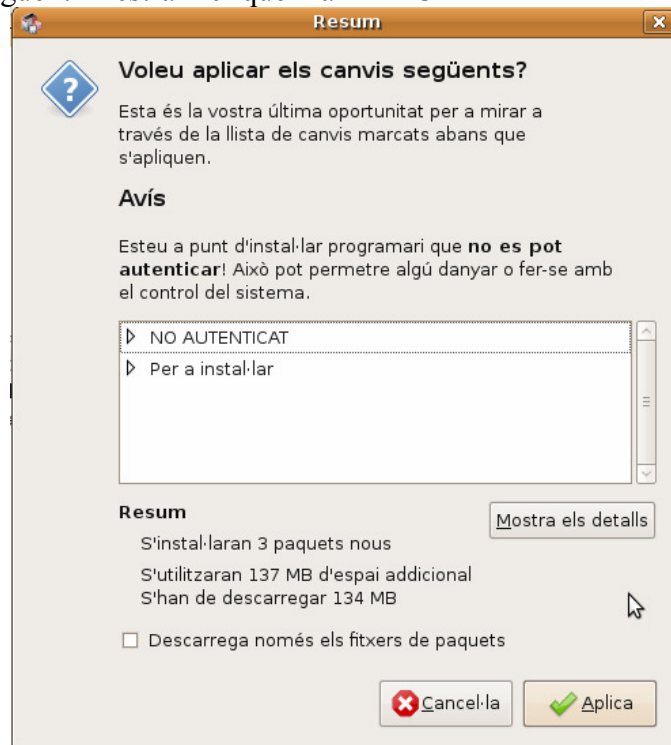 Resum
Voleu aplicar els canvis següents?
Esta és la vostra última oportunitat per a mirar a
través de la llista de canvis marcats abans que
s'apliquen.
Avís
Esteu a punt d'instal·lar programari que no es pot
autenticar! Això pot permetre algú danyar o fer-se amb
el control del sistema.
NO AUTENTICAT
Per a instal·lar
Resum
Mostra els detalls
S'instal·laran 3 paquets nous
S'utilitzaran 137 MB d'espai addicional
S'han de descarregar 134 MB
Descarrega només els fitxers de paquets
Cancel·la
Aplica